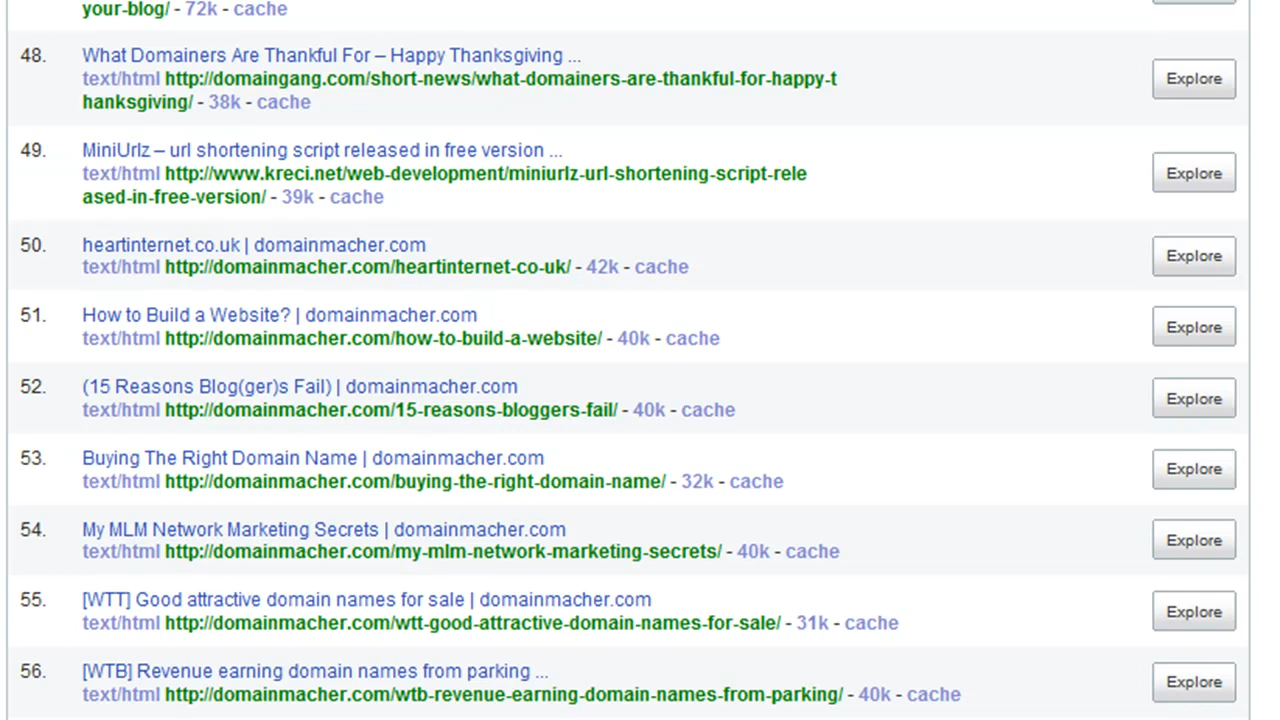 your-blog/ - 72k - cache
48. What Domainers Are Thankful For – Happy Thanksgiving ...
text/html http://domaingang.com/short-news/what-domainers-are-thankful-for-happy-t
hanksgiving/ - 38k - cache
Explore
49. MiniUrlz – url shortening script released in free version ...
text/html http://www.kreci.net/web-development/miniurlz-url-shortening-script-rele
ased-in-free-version/ - 39k - cache
Explore
50. heartinternet.co.uk | domainmacher.com
text/html http://domainmacher.com/heartinternet-co-uk/ - 42k - cache
Explore
51. How to Build a Website? | domainmacher.com
text/html http://domainmacher.com/how-to-build-a-website/ - 40k - cache
Explore
52. (15 Reasons Blog(ger)s Fail) | domainmacher.com
text/html http://domainmacher.com/15-reasons-bloggers-fail/ - 40k - cache
Explore
53. Buying The Right Domain Name | domainmacher.com
text/html http://domainmacher.com/buying-the-right-domain-name/ - 32k - cache
Explore
54. My MLM Network Marketing Secrets | domainmacher.com
text/html http://domainmacher.com/my-mlm-network-marketing-secrets/ - 40k - cache
Explore
55. [WTT] Good attractive domain names for sale | domainmacher.com
text/html http://domainmacher.com/wtt-good-attractive-domain-names-for-sale/ - 31k - cache
Explore
56. [WTB] Revenue earning domain names from parking ...
text/html http://domainmacher.com/wtb-revenue-earning-domain-names-from-parking/ - 40k - cache
Explore